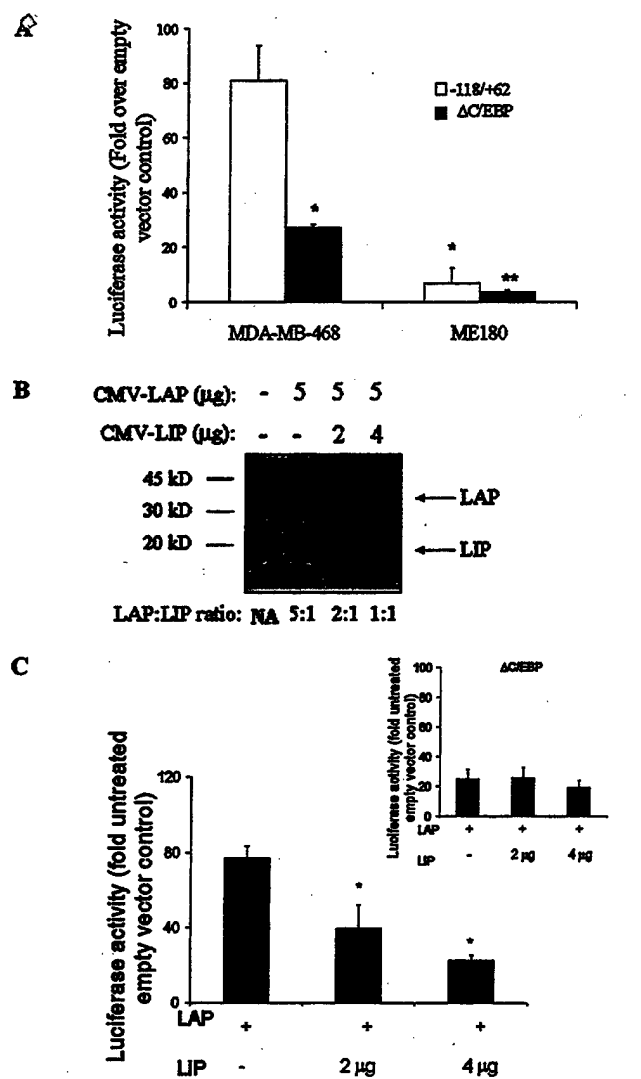 A
Luciferase activity (Fold over empty vector control)
100
80
60
40
20
0
-118/+62
ΔC/EBP
*
*
**
MDA-MB-468
ME180
B
CMV-LAP (μg): - 5 5 5
CMV-LIP (μg): - - 2 4
45 kD
30 kD
20 kD
LAP
LIP
LAP:LIP ratio: NA 5:1 2:1 1:1
C
Luciferase activity (fold untreated empty vector control)
120
80
40
0
*
*
LAP + + +
LIP - 2 μg 4 μg
ΔC/EBP
Luciferase activity (fold untreated empty vector control)
100
80
60
40
20
0
LAP + + +
LIP - 2 μg 4 μg